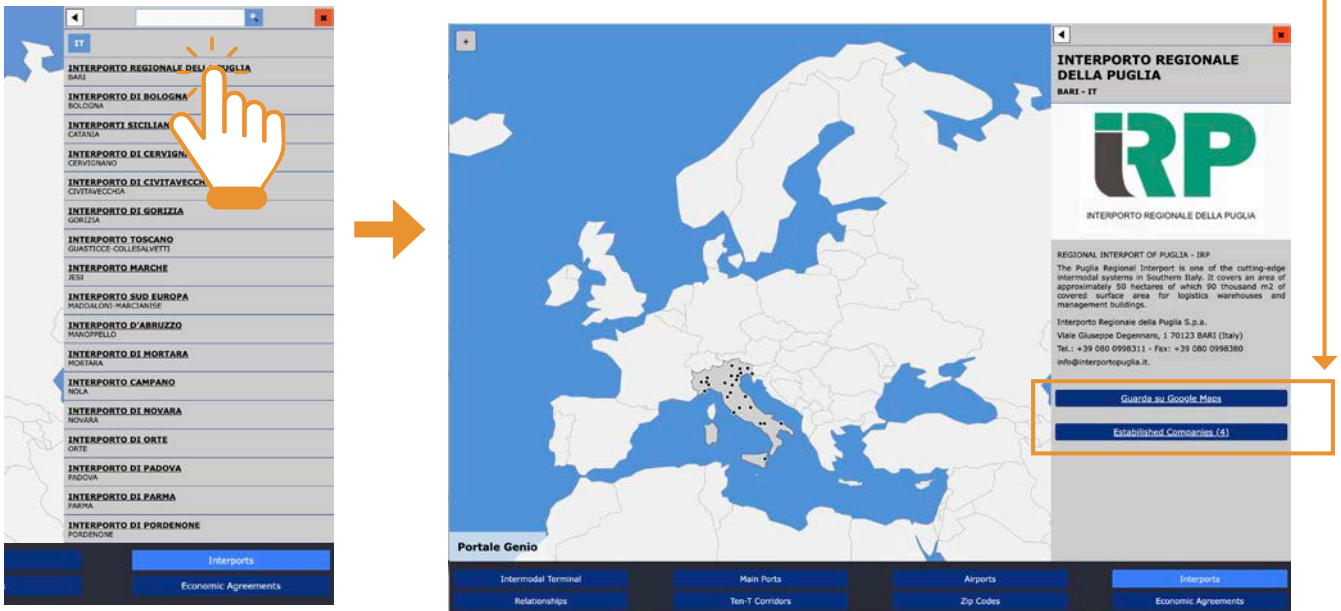 IT
INTERPORTO REGIONALE DELLA PUGLIA
BARI
INTERPORTO DI BOLOGNA
BOLOGNA
INTERPORTI SICILIAN
CATANIA
INTERPORTO DI CERVIGN
CERVIGNANO
INTERPORTO DI CIVITAVECCH
CIVITAVECCHIA
INTERPORTO DI GORIZIA
GORIZIA
INTERPORTO TOSCANO
GUASTICCE-COLLESALVETTI
INTERPORTO MARCHE
JESI
INTERPORTO SUD EUROPA
MADDALONI-MARCIANISE
INTERPORTO D'ABRUZZO
MANOPPELLO
INTERPORTO DI MORTARA
MORTARA
INTERPORTO CAMPANO
NOLA
INTERPORTO DI NOVARA
NOVARA
INTERPORTO DI ORTE
ORTE
INTERPORTO DI PADOVA
PADOVA
INTERPORTO DI PARMA
PARMA
INTERPORTO DI PORDENONE
PORDENONE
Interports
Economic Agreements
INTERPORTO REGIONALE
DELLA PUGLIA
BARI - IT
iRP
INTERPORTO REGIONALE DELLA PUGLIA
REGIONAL INTERPORT OF PUGLIA - IRP
The Puglia Regional Interport is one of the cutting-edge
intermodal systems in Southern Italy. It covers an area of
approximately 50 hectares of which 90 thousand m2 of
covered surface area for logistics warehouses and
management buildings.
Interporto Regionale della Puglia S.p.a.
Viale Giuseppe Degennaro, 1 70123 BARI (Italy)
Tel.: +39 080 0998311 - Fax: +39 080 0998380
info@interportopuglia.it.
Guarda su Google Maps
Estabilished Companies (4)
Portale Genio
Intermodal Terminal
Main Ports
Airports
Interports
Relationships
Ten-T Corridors
Zip Codes
Economic Agreements